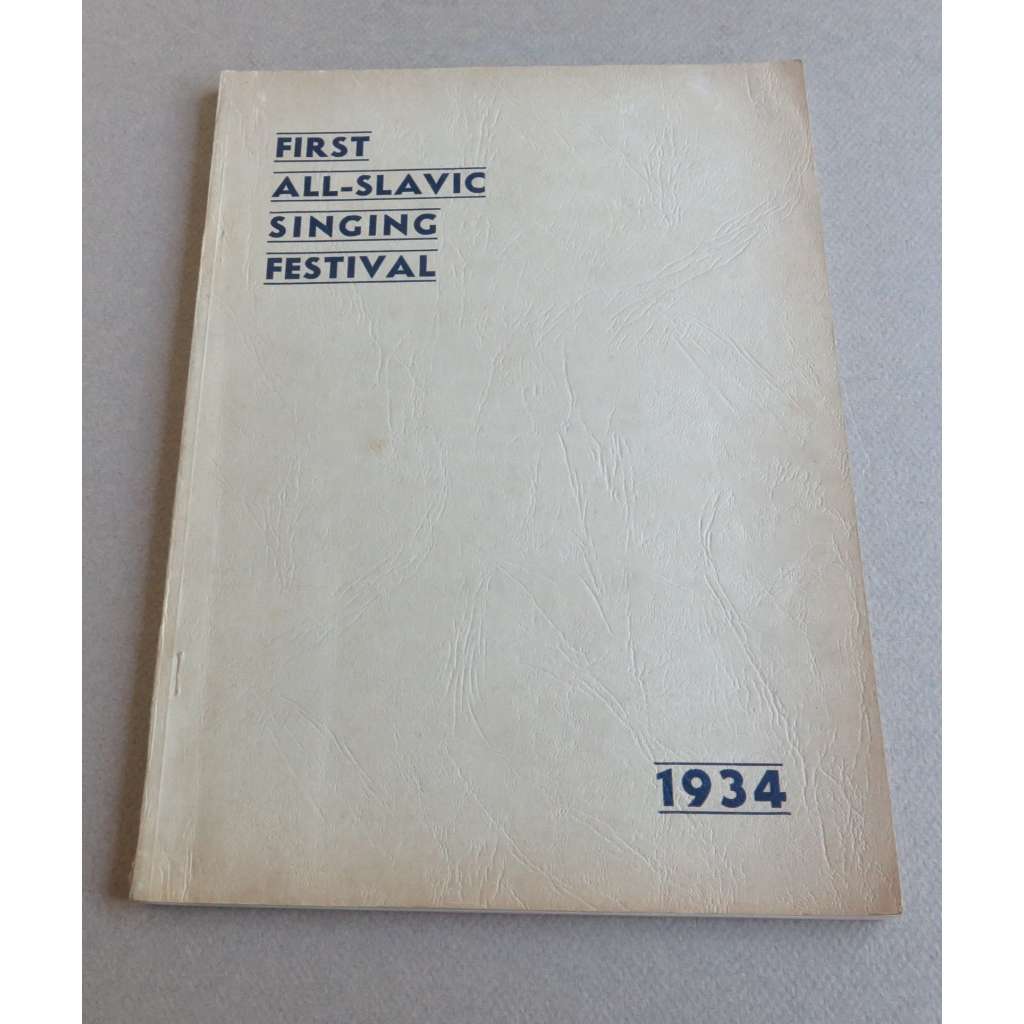 FIRST
ALL-SLAVIC
SINGING
FESTIVAL
1934